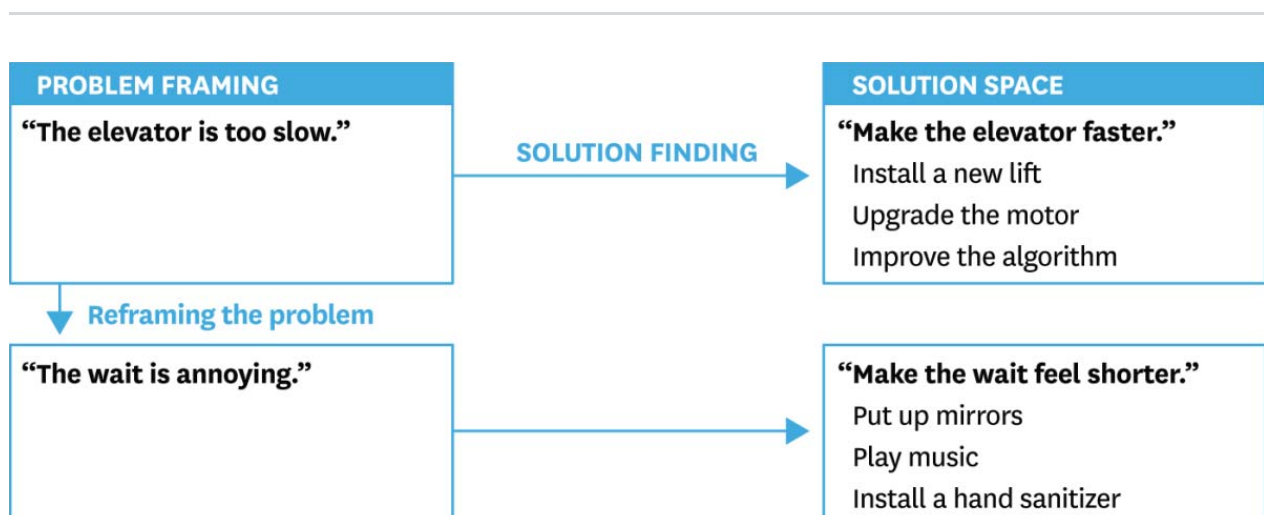 PROBLEM FRAMING
“The elevator is too slow.”
SOLUTION FINDING
SOLUTION SPACE
“Make the elevator faster.”
Install a new lift
Upgrade the motor
Improve the algorithm
Reframing the problem
“The wait is annoying.”
“Make the wait feel shorter.”
Put up mirrors
Play music
Install a hand sanitizer